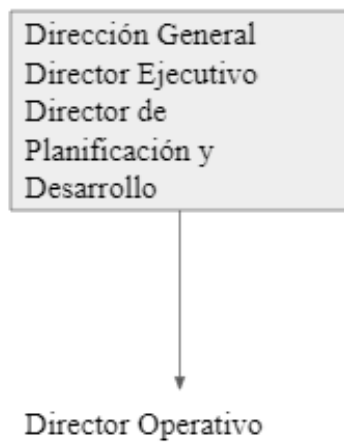 Dirección General
Director Ejecutivo
Director de
Planificación y
Desarrollo
Director Operativo